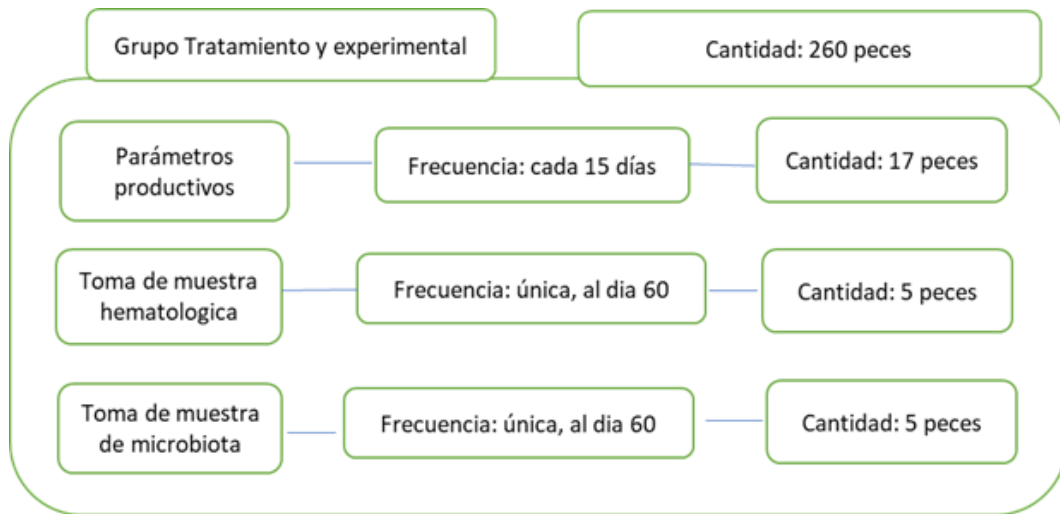 Grupo Tratamiento y experimental
Cantidad: 260 peces
Parámetros
productivos
Frecuencia: cada 15 días
Cantidad: 17 peces
Toma de muestra
hematologica
Frecuencia: única, al dia 60
Cantidad: 5 peces
Toma de muestra
de microbiota
Frecuencia: única, al dia 60
Cantidad: 5 peces